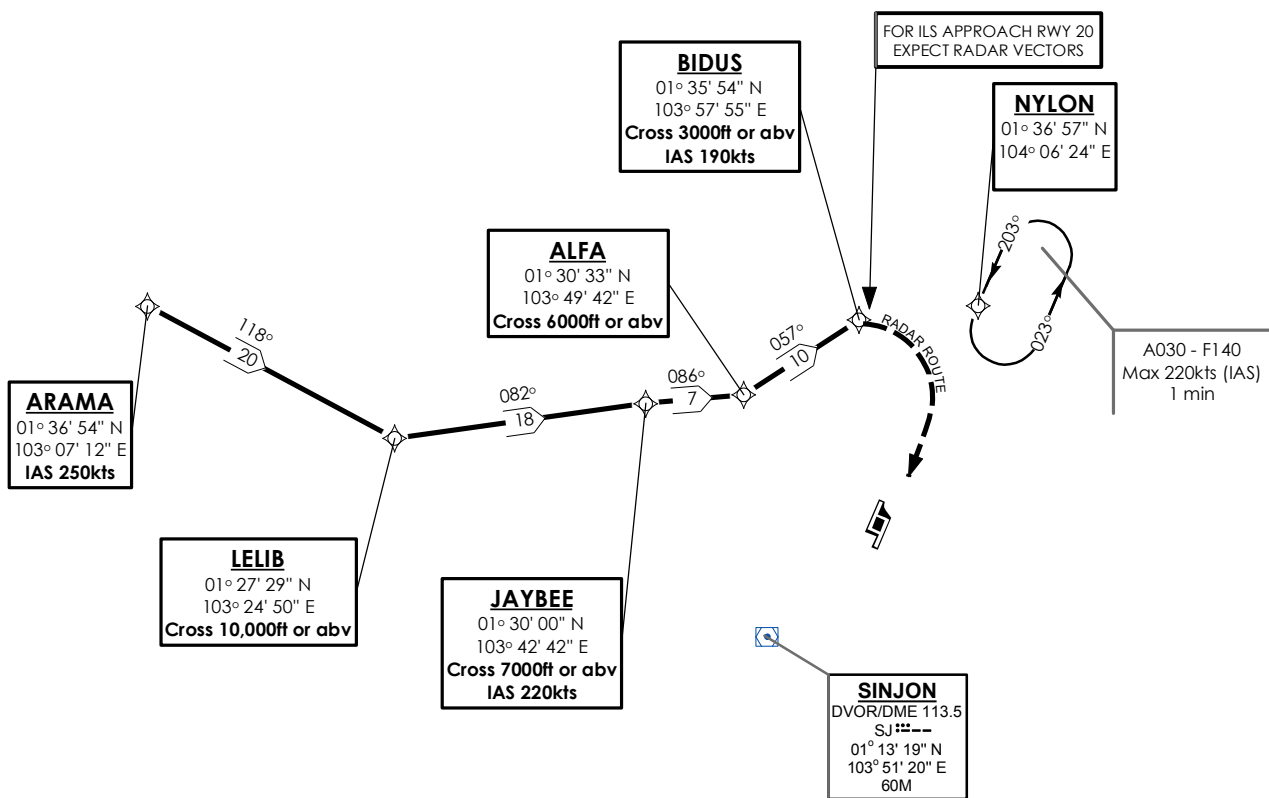 FOR ILS APPROACH RWY 20
EXPECT RADAR VECTORS
BIDUS
01° 35' 54" N
103° 57' 55" E
Cross 3000ft or abv
IAS 190kts
NYLON
01° 36' 57" N
104° 06' 24" E
ALFA
01° 30' 33" N
103° 49' 42" E
Cross 6000ft or abv
203°
023°
RADAR ROUTE
057°
10
118°
20
086°
7
082°
18
A030 - F140
Max 220kts (IAS)
1 min
ARAMA
01° 36' 54" N
103° 07' 12" E
IAS 250kts
LELIB
01° 27' 29" N
103° 24' 50" E
Cross 10,000ft or abv
JAYBEE
01° 30' 00" N
103° 42' 42" E
Cross 7000ft or abv
IAS 220kts
SINJON
DVOR/DME 113.5
SJ
01° 13' 19" N
103° 51' 20" E
60M